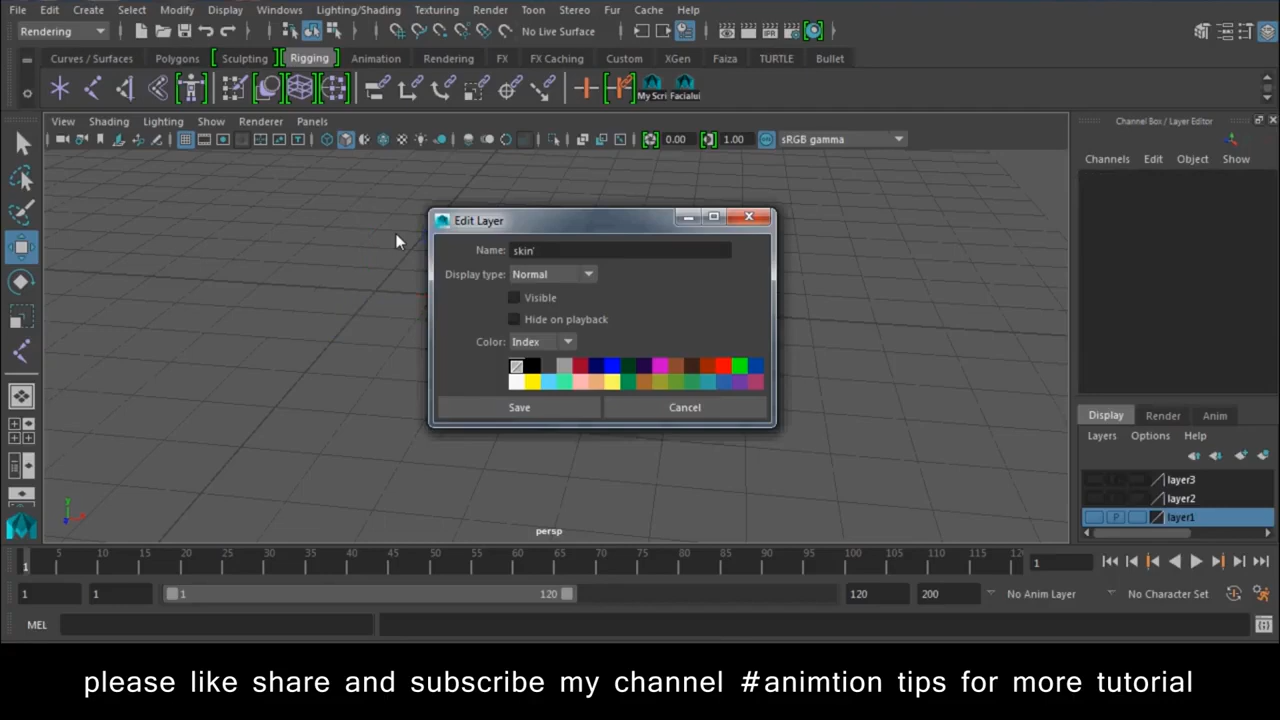 File Edit Create Select Modify Display Windows Lighting/Shading Texturing Render Toon Stereo Fur Cache Help
Rendering No Live Surface
Curves / Surfaces Polygons Sculpting Rigging Animation Rendering FX FX Caching Custom XGen Faiza TURTLE Bullet
My Scri Facialui
View Shading Lighting Show Renderer Panels
0.00 1.00 sRGB gamma
Channel Box / Layer Editor
Channels Edit Object Show
Edit Layer
Name: skin'
Display type: Normal
Visible
Hide on playback
Color: Index
Save Cancel
Display Render Anim
Layers Options Help
layer3
layer2
P layer1
y
persp
1 5 10 15 20 25 30 35 40 45 50 55 60 65 70 75 80 85 90 95 100 105 110 115 12 1
1 1 1 120 120 200 No Anim Layer No Character Set
MEL
please like share and subscribe my channel #animtion tips for more tutorial